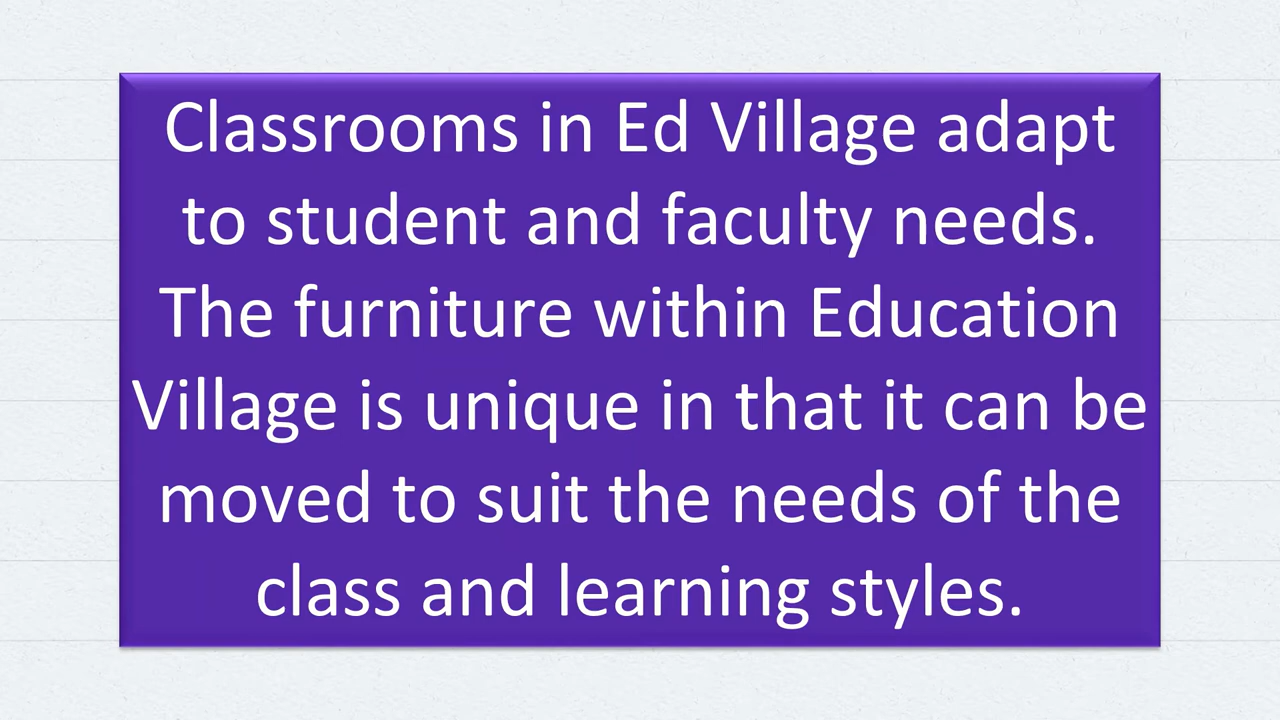 Classrooms in Ed Village adapt
to student and faculty needs.
The furniture within Education
Village is unique in that it can be
moved to suit the needs of the
class and learning styles.